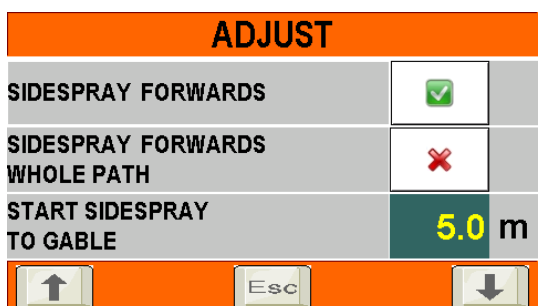 ADJUST
SIDESPRAY FORWARDS
SIDESPRAY FORWARDS
WHOLE PATH
START SIDESPRAY
TO GABLE
5.0 m
Esc